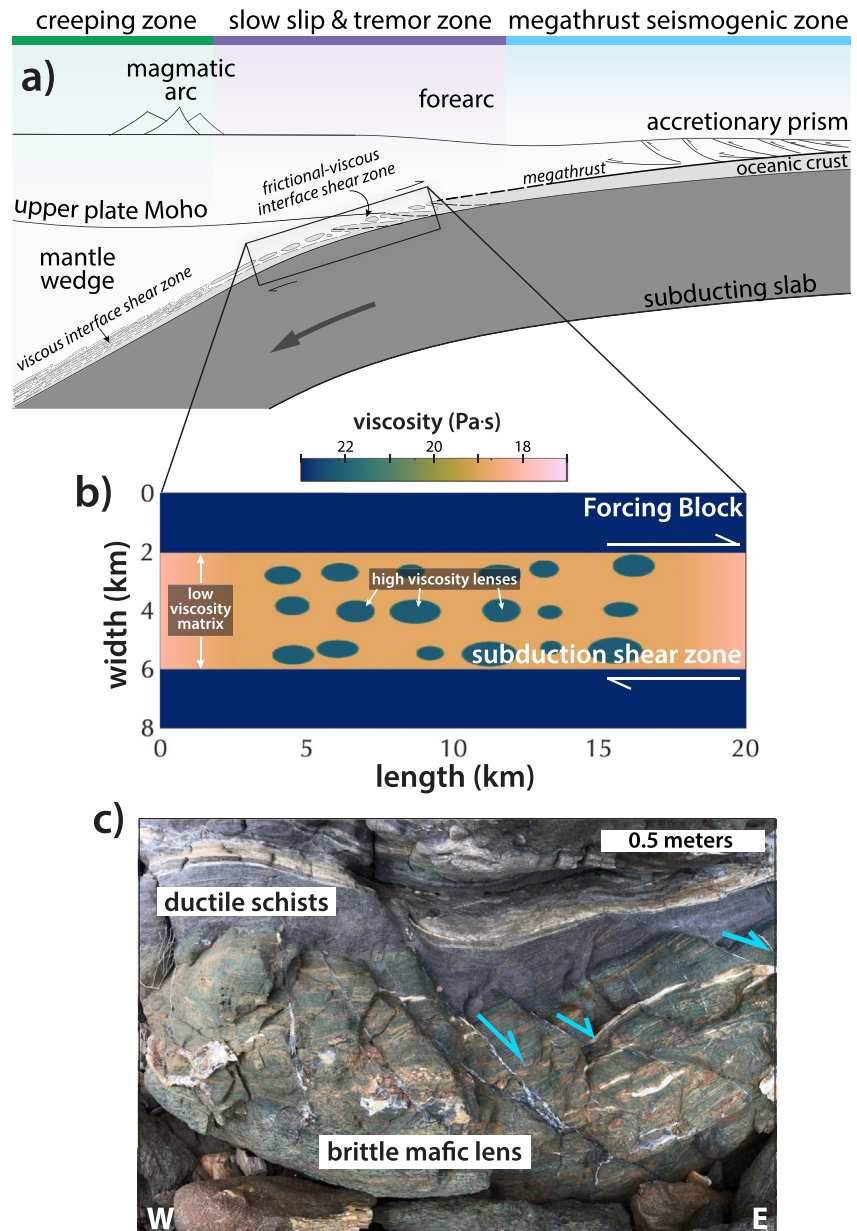 creeping zone
slow slip & tremor zone
megathrust seismogenic zone
a)
magmatic
arc
forearc
accretionary prism
oceanic crust
megathrust
frictional-viscous
interface shear zone
upper plate Moho
mantle
wedge
viscous interface shear zone
subducting slab
viscosity (Pa·s)
22 20 18
b)
0
2
4
6
8
width (km)
Forcing Block
high viscosity lenses
low
viscosity
matrix
subduction shear zone
0 5 10 15 20
length (km)
c)
0.5 meters
ductile schists
brittle mafic lens
W E